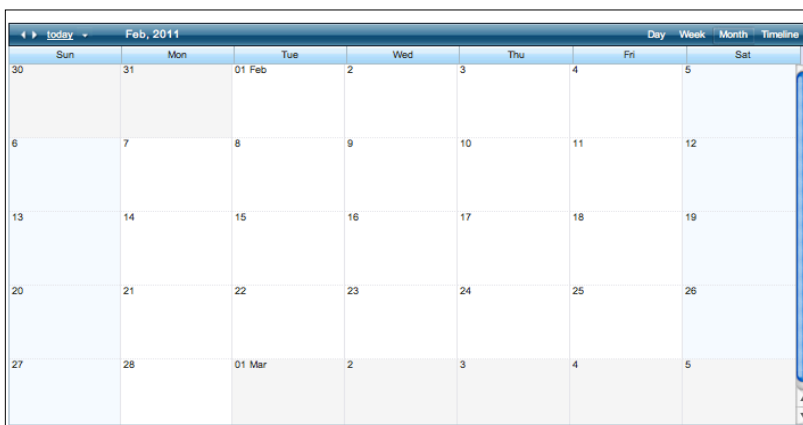 today Feb, 2011 Day Week Month Timeline
Sun Mon Tue Wed Thu Fri Sat
30 31 01 Feb 2 3 4 5
6 7 8 9 10 11 12
13 14 15 16 17 18 19
20 21 22 23 24 25 26
27 28 01 Mar 2 3 4 5